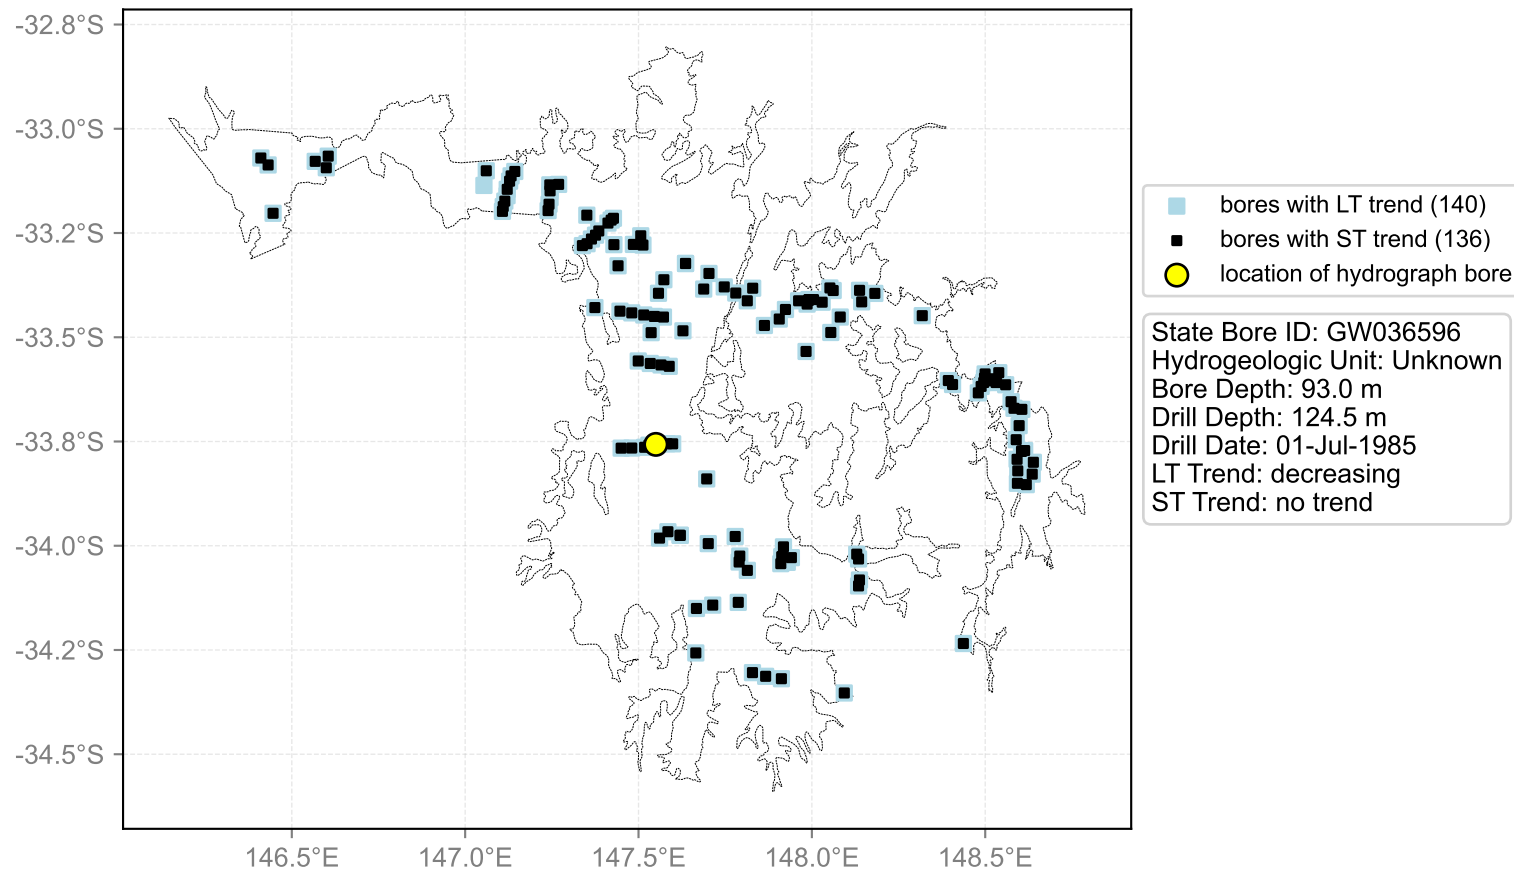 -32.8°S
-33.0°S
-33.2°S
-33.5°S
-33.8°S
-34.0°S
-34.2°S
-34.5°S
146.5°E
147.0°E
147.5°E
148.0°E
148.5°E
bores with LT trend (140)
bores with ST trend (136)
location of hydrograph bore
State Bore ID: GW036596
Hydrogeologic Unit: Unknown
Bore Depth: 93.0 m
Drill Depth: 124.5 m
Drill Date: 01-Jul-1985
LT Trend: decreasing
ST Trend: no trend